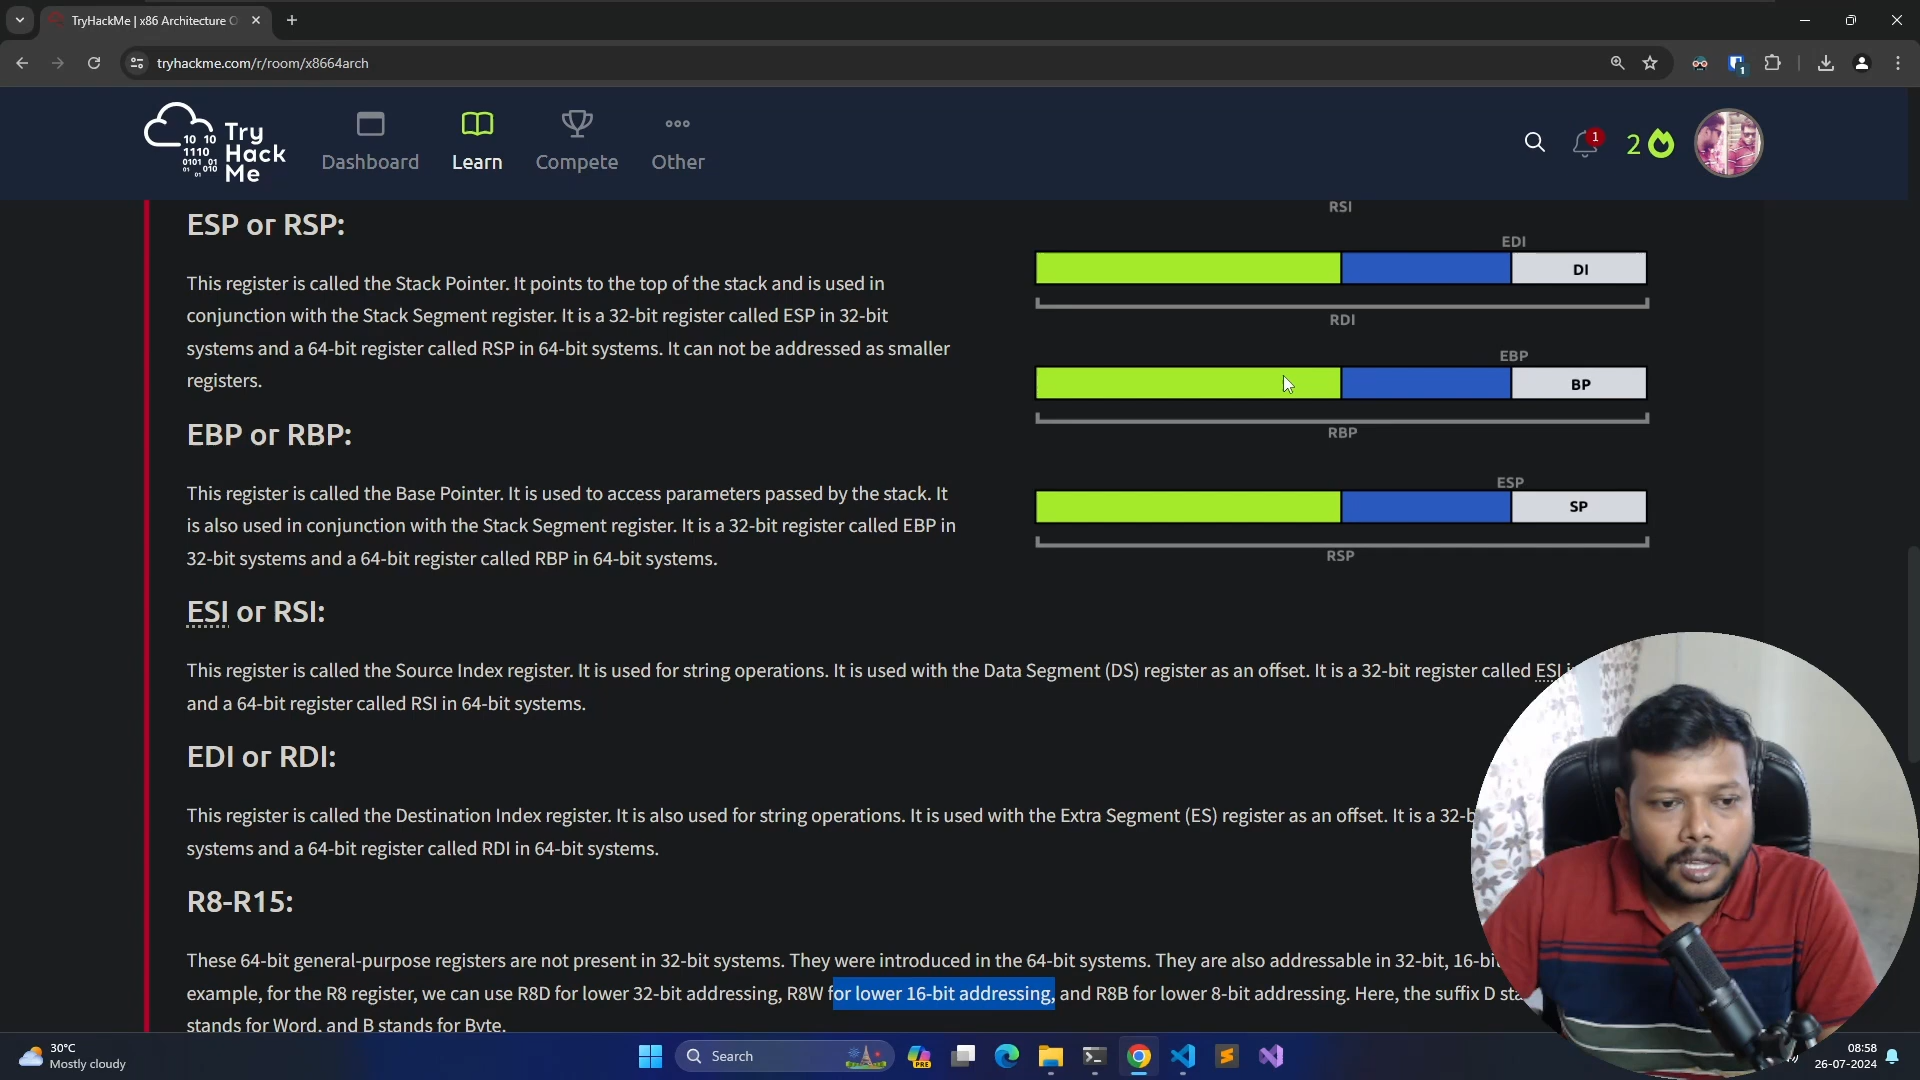 TryHackMe | x86 Architecture O
tryhackme.com/r/room/x8664arch
1
10 10
1110
0101 01
01 010
01
Try
Hack
Me
Dashboard
Learn
Compete
Other
1
2
ESP or RSP:
This register is called the Stack Pointer. It points to the top of the stack and is used in
conjunction with the Stack Segment register. It is a 32-bit register called ESP in 32-bit
systems and a 64-bit register called RSP in 64-bit systems. It can not be addressed as smaller
registers.
EBP or RBP:
This register is called the Base Pointer. It is used to access parameters passed by the stack. It
is also used in conjunction with the Stack Segment register. It is a 32-bit register called EBP in
32-bit systems and a 64-bit register called RBP in 64-bit systems.
RSI
EDI
DI
RDI
EBP
BP
RBP
ESP
SP
RSP
ESI or RSI:
This register is called the Source Index register. It is used for string operations. It is used with the Data Segment (DS) register as an offset. It is a 32-bit register called ESI
and a 64-bit register called RSI in 64-bit systems.
EDI or RDI:
This register is called the Destination Index register. It is also used for string operations. It is used with the Extra Segment (ES) register as an offset. It is a 32-b
systems and a 64-bit register called RDI in 64-bit systems.
R8-R15:
These 64-bit general-purpose registers are not present in 32-bit systems. They were introduced in the 64-bit systems. They are also addressable in 32-bit, 16-bi
example, for the R8 register, we can use R8D for lower 32-bit addressing, R8W for lower 16-bit addressing, and R8B for lower 8-bit addressing. Here, the suffix D sta
stands for Word, and B stands for Byte.
30°C
Mostly cloudy
Search
PRE
08:58
26-07-2024